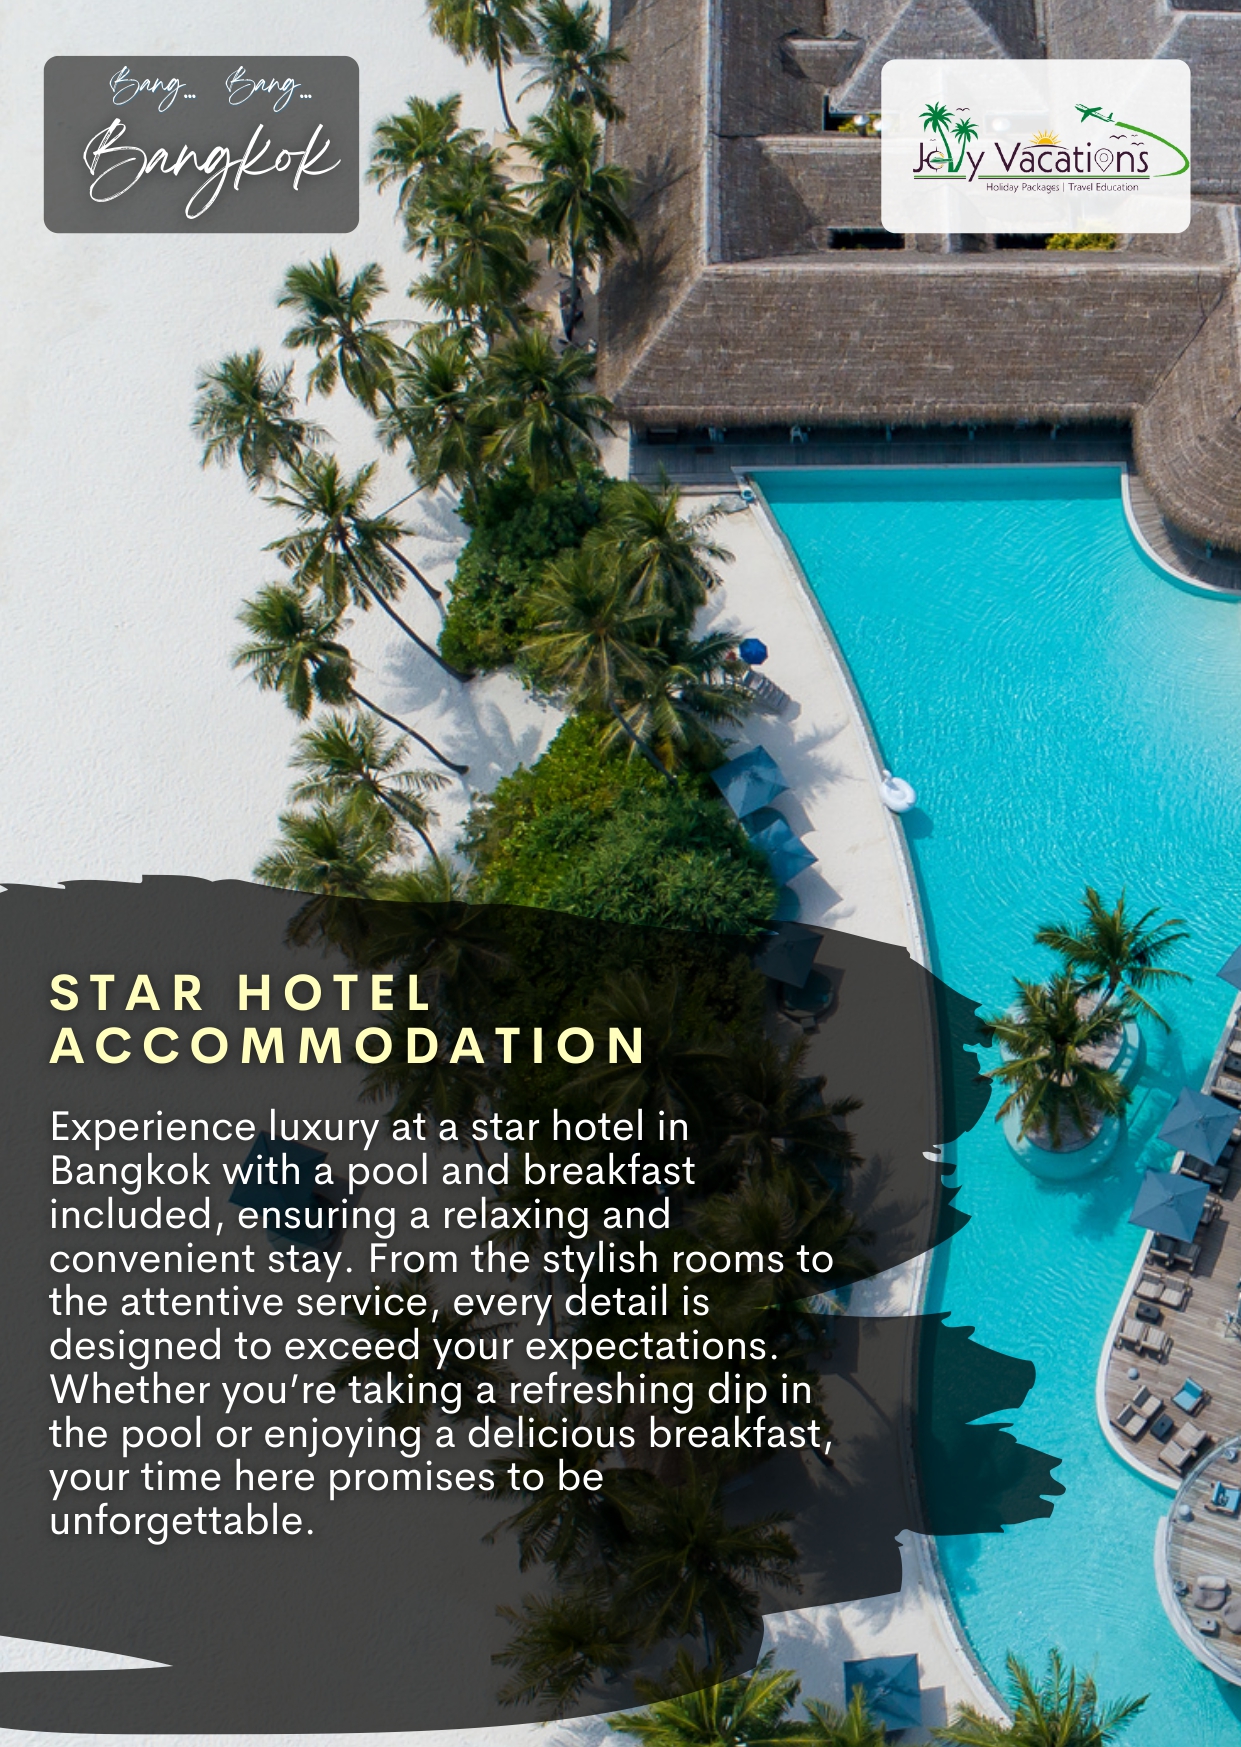 Bang... Bang...
Bangkok
Jolly Vacations
Holiday Packages | Travel Education
STAR HOTEL
ACCOMMODATION
Experience luxury at a star hotel in
Bangkok with a pool and breakfast
included, ensuring a relaxing and
convenient stay. From the stylish rooms to
the attentive service, every detail is
designed to exceed your expectations.
Whether you’re taking a refreshing dip in
the pool or enjoying a delicious breakfast,
your time here promises to be
unforgettable.